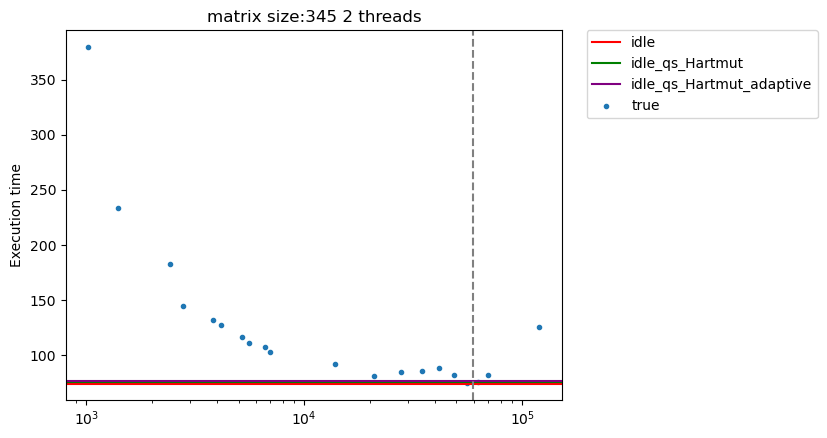 matrix size:345 2 threads
Execution time
350
300
250
200
150
100
10³
10⁴
10⁵
idle
idle_qs_Hartmut
idle_qs_Hartmut_adaptive
true